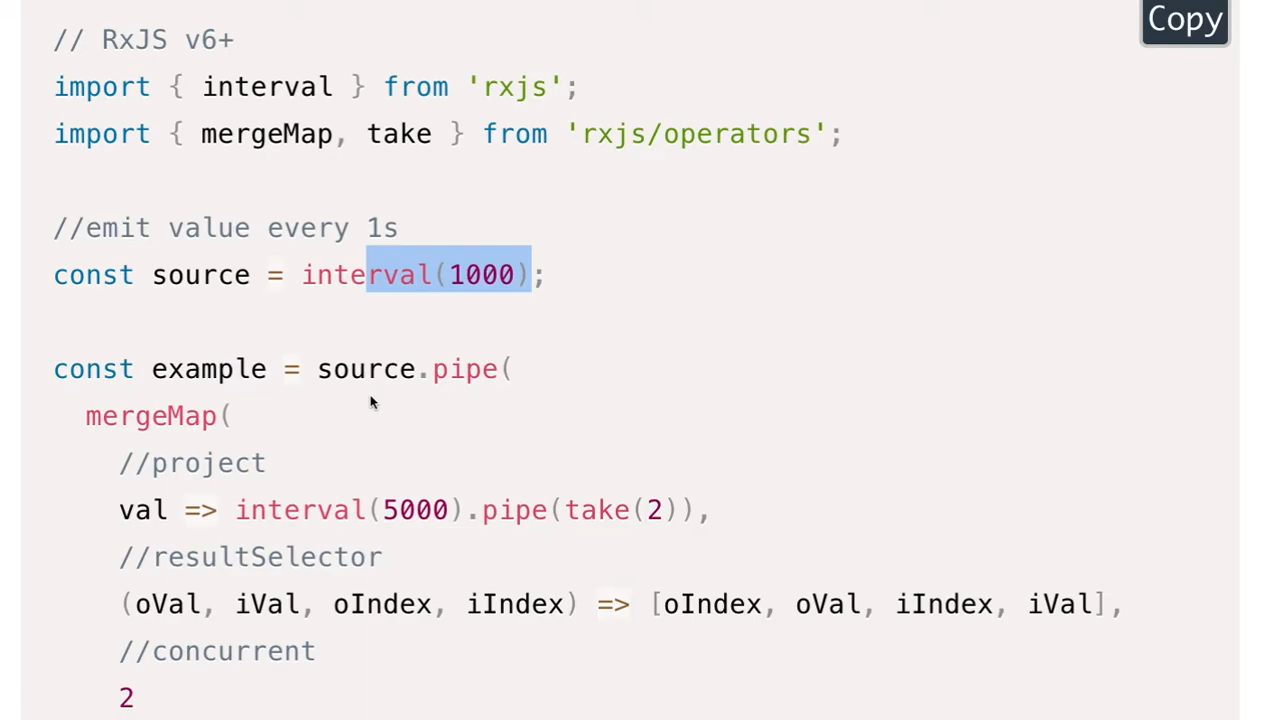 Copy
// RxJS v6+
import { interval } from 'rxjs';
import { mergeMap, take } from 'rxjs/operators';
//emit value every 1s
const source = interval(1000);
const example = source.pipe(
mergeMap(
//project
val => interval(5000).pipe(take(2)),
//resultSelector
(oVal, iVal, oIndex, iIndex) => [oIndex, oVal, iIndex, iVal],
//concurrent
2